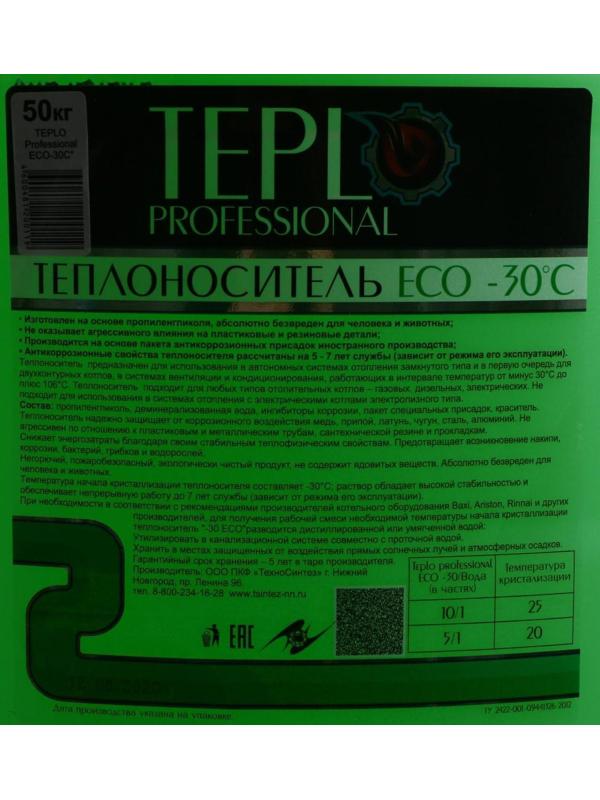 50кг
TEPLO
Professional
ECO-30C°
TEPLO
PROFESSIONAL
ТЕПЛОНОСИТЕЛЬ ECO -30°C
• Изготовлен на основе пропиленгликоля, абсолютно безвреден для человека и животных;
• Не оказывает агрессивного влияния на пластиковые и резиновые детали;
• Производится на основе пакета антикоррозионных присадок иностранного производства;
• Антикоррозионные свойства теплоносителя рассчитаны на 5 - 7 лет службы (зависит от режима его эксплуатации).
Теплоноситель предназначен для использования в автономных системах отопления замкнутого типа и в первую очередь для
двухконтурных котлов, в системах вентиляции и кондиционирования, работающих в интервале температур от минус 30°С до
плюс 106°С. Теплоноситель подходит для любых типов отопительных котлов – газовых, дизельных, электрических. Не
подходит для использования в системах отопления с электрическими котлами электролизного типа.
Состав: пропиленгликоль, деминерализованная вода, ингибиторы коррозии, пакет специальных присадок, краситель.
Теплоноситель надежно защищает от коррозионного воздействия медь, припой, латунь, чугун, сталь, алюминий. Не
агрессивен по отношению к пластиковым и металлическим трубам, сантехнической резине и прокладкам.
Снижает энергозатраты благодаря своим стабильным теплофизическим свойствам. Предотвращает возникновение накипи,
коррозии, бактерий, грибков и водорослей.
Негорючий, пожаробезопасный, экологически чистый продукт, не содержит ядовитых веществ. Абсолютно безвреден для
человека и животных.
Температура начала кристаллизации теплоносителя составляет -30°С; раствор обладает высокой стабильностью и
обеспечивает непрерывную работу до 7 лет службы (зависит от режима его эксплуатации).
При необходимости в соответствии с рекомендациями производителей котельного оборудования Baxi, Ariston, Rinnai и других
производителей, для получения рабочей смеси необходимой температуры начала кристаллизации
теплоноситель "-30 ECO"разводится дистиллированной или умягченной водой:
Утилизировать в канализационной системе совместно с проточной водой.
Хранить в местах защищенных от воздействия прямых солнечных лучей и атмосферных осадков.
Гарантийный срок хранения – 5 лет в таре производителя.
Производитель: ООО ПКФ «ТехноСинтез» г. Нижний
Новгород, пр. Ленина 96.
тел. 8-800-234-16-28 www.tsintez-nn.ru
Teplo professional ECO -30/Вода (в частях)
Температура кристализации
10/1 25
5/1 20
EAC
Дата производства указана на упаковке.
ТУ 2422-001-09441126-2012